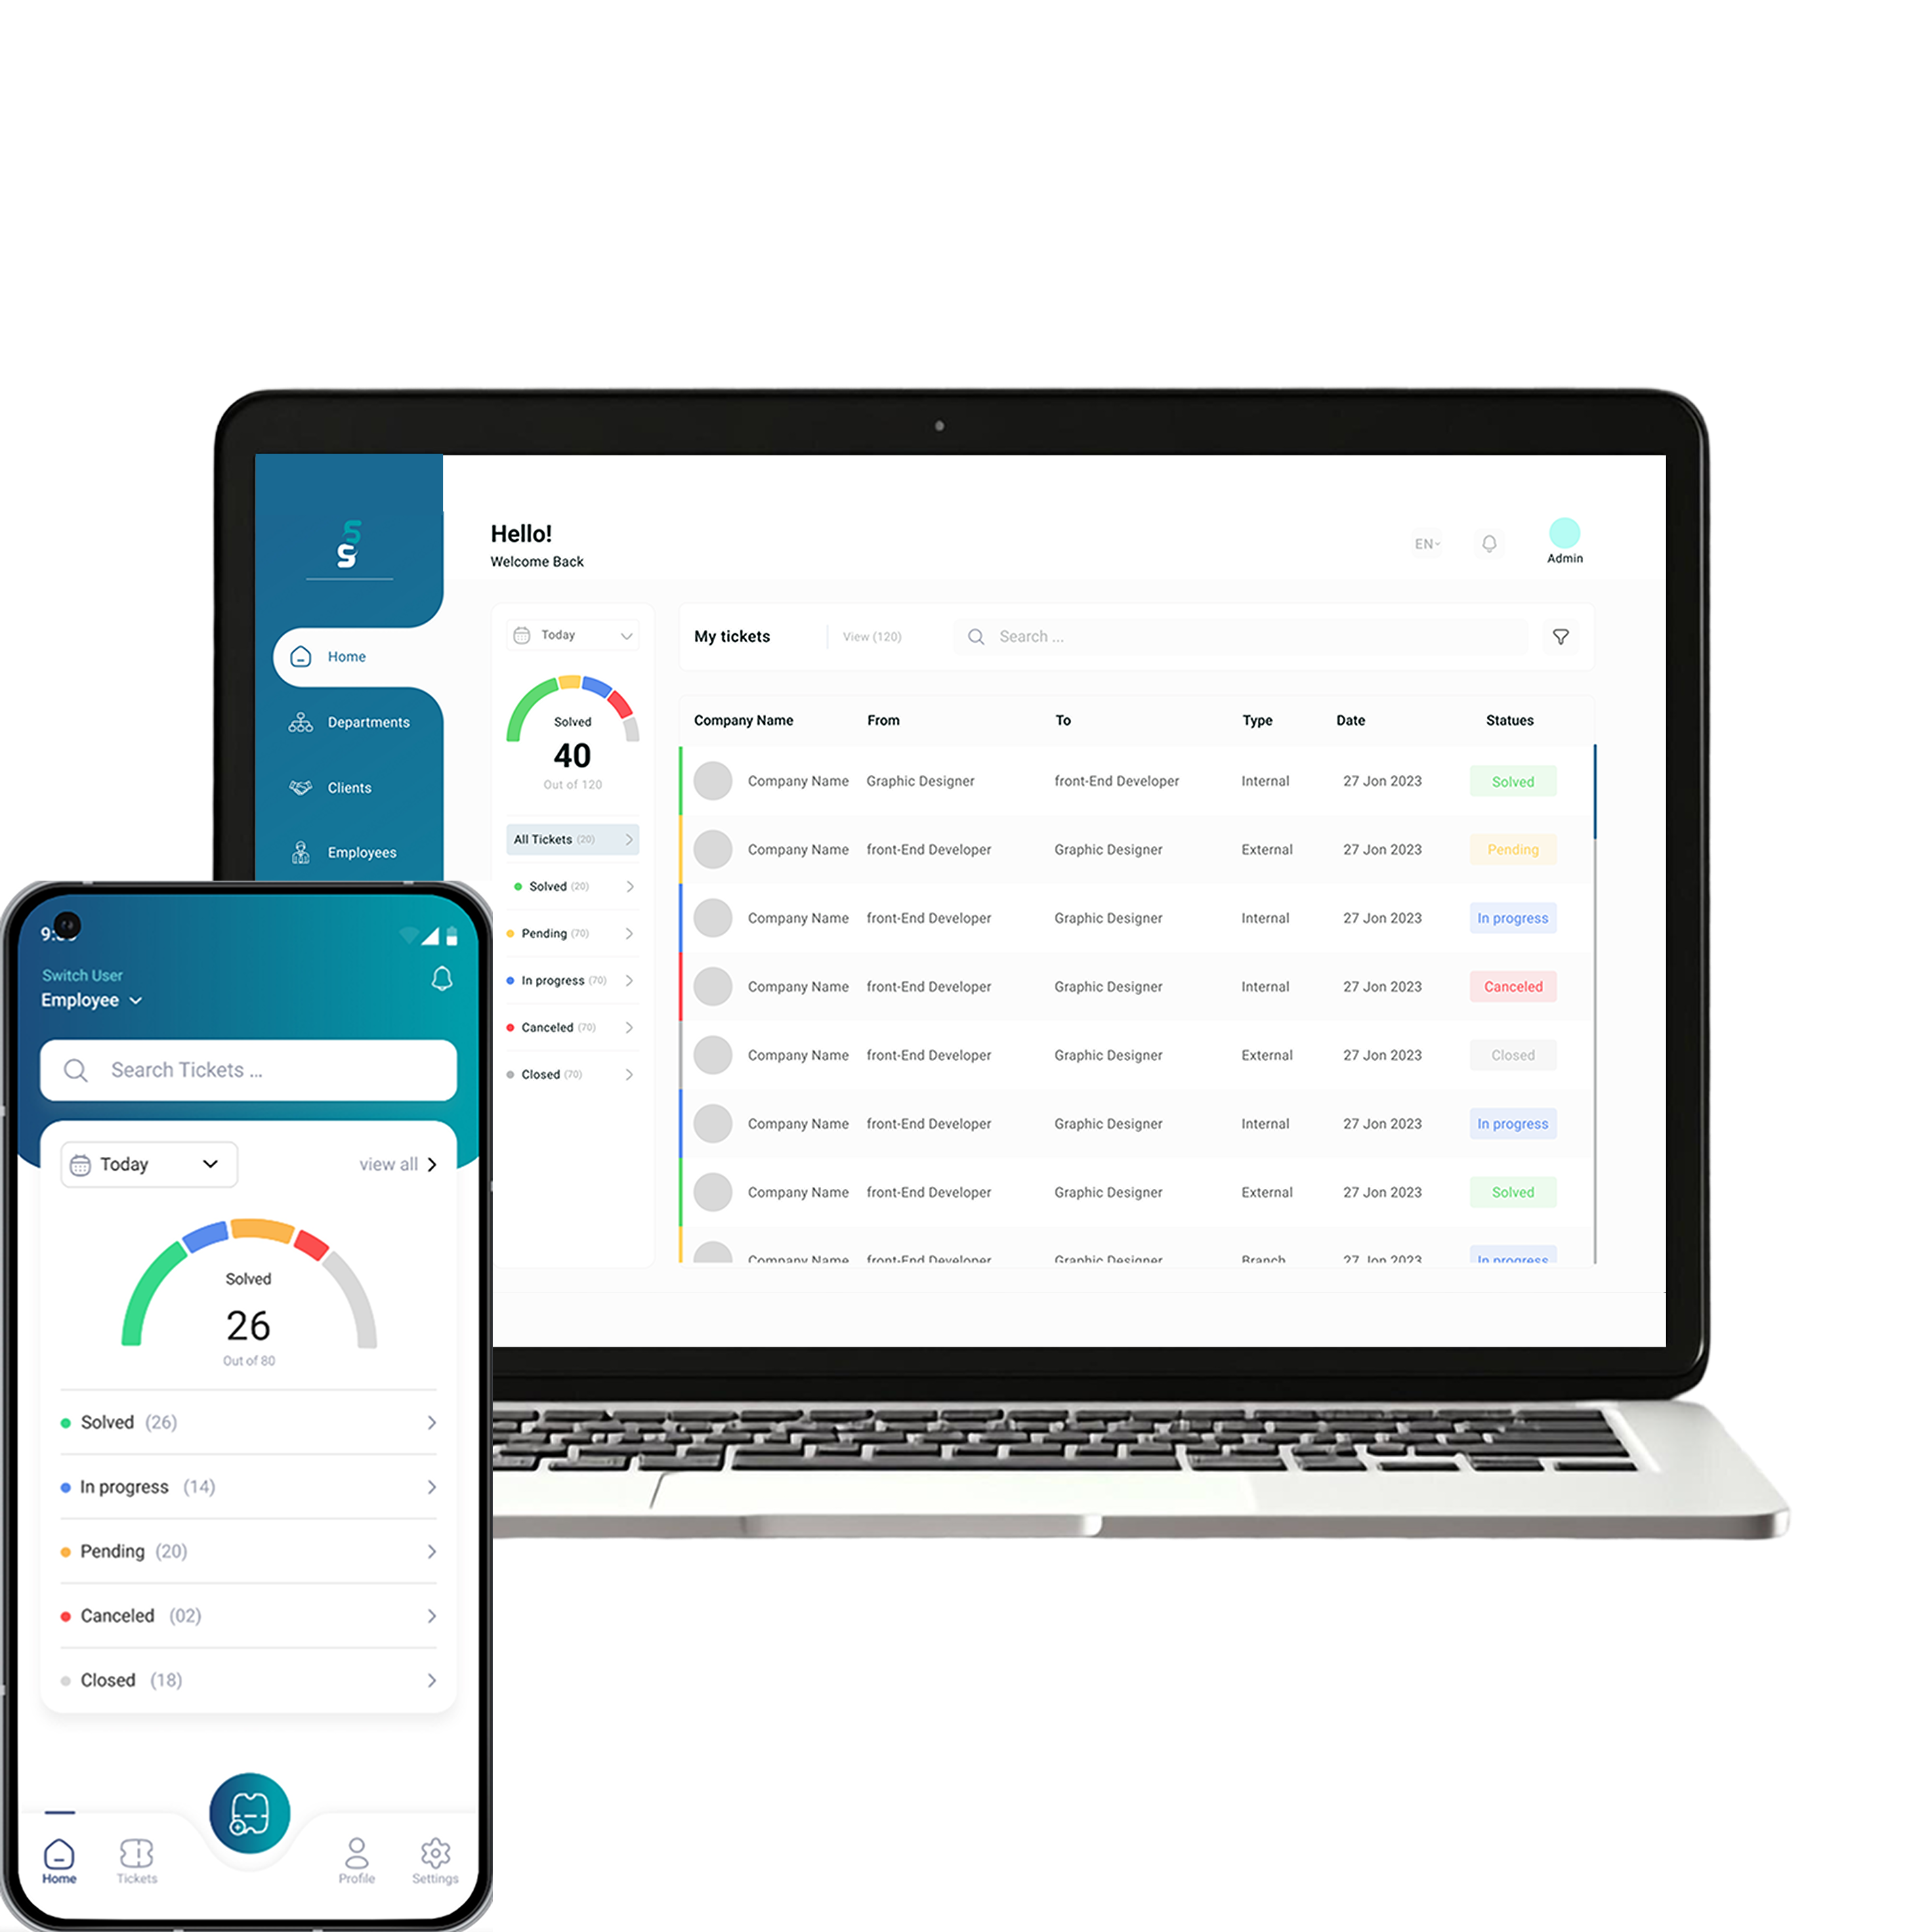 Hello!
Welcome Back
EN
Admin
Home
Departments
Clients
Employees
Today
Solved
40
Out of 120
All Tickets (20)
Solved (20)
Pending (70)
In progress (70)
Canceled (70)
Closed (70)
My tickets
View (120)
Search ...
Company Name From To Type Date Statues
Company Name Graphic Designer front-End Developer Internal 27 Jon 2023 Solved
Company Name front-End Developer Graphic Designer External 27 Jon 2023 Pending
Company Name front-End Developer Graphic Designer Internal 27 Jon 2023 In progress
Company Name front-End Developer Graphic Designer Internal 27 Jon 2023 Canceled
Company Name front-End Developer Graphic Designer External 27 Jon 2023 Closed
Company Name front-End Developer Graphic Designer Internal 27 Jon 2023 In progress
Company Name front-End Developer Graphic Designer External 27 Jon 2023 Solved
Company Name front-End Developer Graphic Designer Branch 27 Jon 2023 In progress
Switch User
Employee
Search Tickets ...
Today
view all
Solved
26
Out of 80
Solved (26)
In progress (14)
Pending (20)
Canceled (02)
Closed (18)
Home
Tickets
Profile
Settings